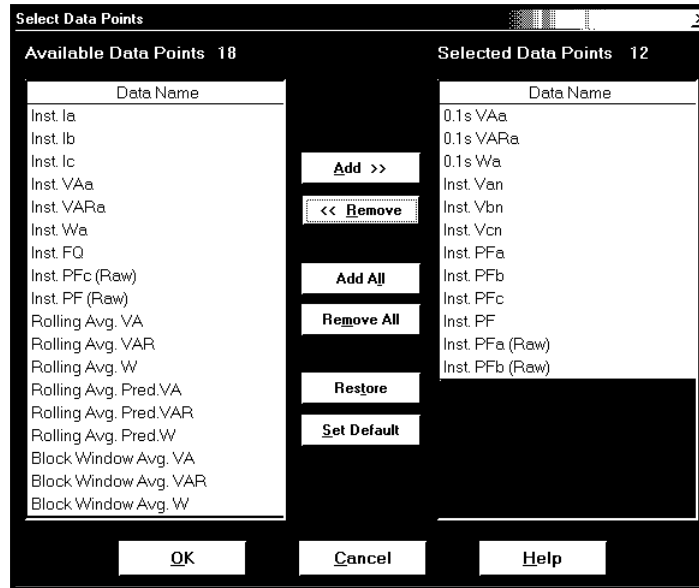 Select Data Points
Available Data Points 18
Data Name
Inst. Ia
Inst. Ib
Inst. Ic
Inst. VAa
Inst. VARa
Inst. Wa
Inst. FQ
Inst. PFc (Raw)
Inst. PF (Raw)
Rolling Avg. VA
Rolling Avg. VAR
Rolling Avg. W
Rolling Avg. Pred.VA
Rolling Avg. Pred.VAR
Rolling Avg. Pred.W
Block Window Avg. VA
Block Window Avg. VAR
Block Window Avg. W
Add >>
<< Remove
Add All
Remove All
Restore
Set Default
Selected Data Points 12
Data Name
0.1s VAa
0.1s VARa
0.1s Wa
Inst. Van
Inst. Vbn
Inst. Vcn
Inst. PFa
Inst. PFb
Inst. PFc
Inst. PF
Inst. PFa (Raw)
Inst. PFb (Raw)
OK
Cancel
Help